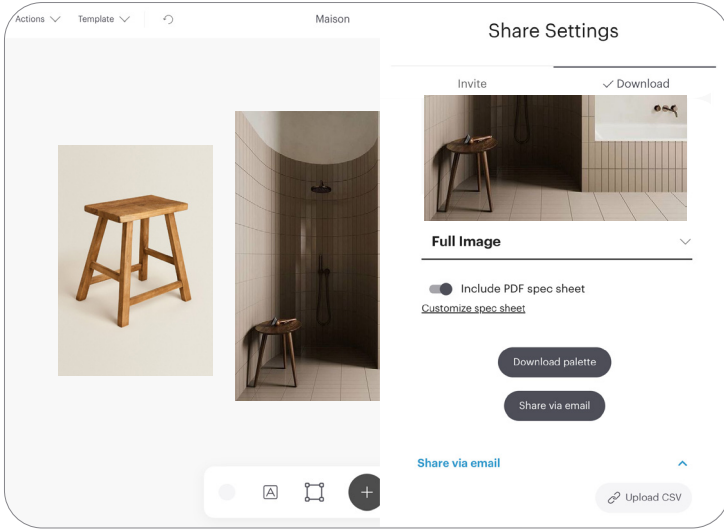 Actions
Template
Maison
Share Settings
Invite
Download
Full Image
Include PDF spec sheet
Customize spec sheet
Download palette
Share via email
Share via email
Upload CSV
A